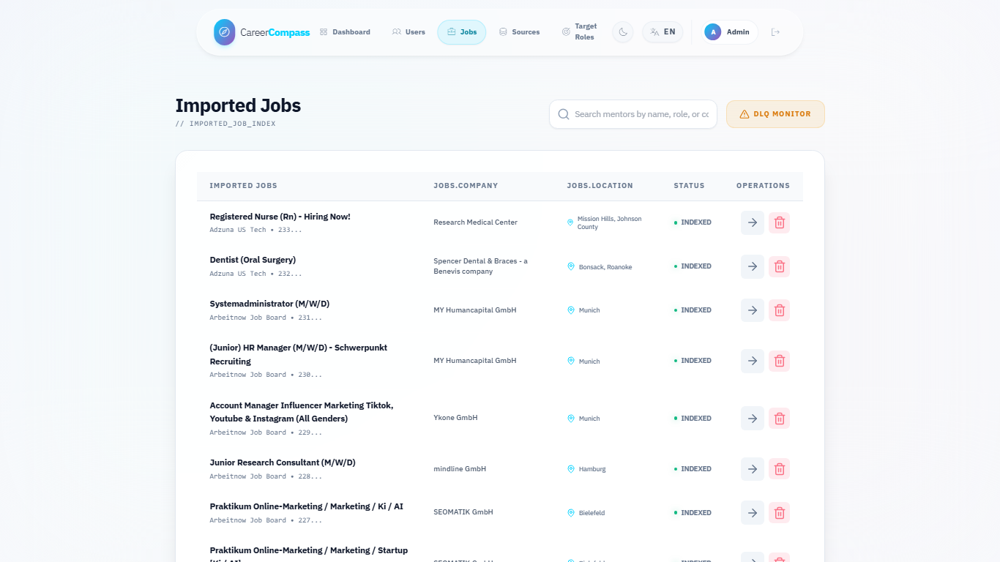 CareerCompass
Dashboard
Users
Jobs
Sources
Target
Roles
EN
A
Admin
Imported Jobs
// IMPORTED_JOB_INDEX
Search mentors by name, role, or co
DLQ MONITOR
IMPORTED JOBS JOBS.COMPANY JOBS.LOCATION STATUS OPERATIONS
Registered Nurse (Rn) - Hiring Now!
Adzuna US Tech • 233...
Research Medical Center
Mission Hills, Johnson
County
INDEXED
Dentist (Oral Surgery)
Adzuna US Tech • 232...
Spencer Dental & Braces - a
Benevis company
Bonsack, Roanoke
INDEXED
Systemadministrator (M/W/D)
Arbeitnow Job Board • 231...
MY Humancapital GmbH
Munich
INDEXED
(Junior) HR Manager (M/W/D) - Schwerpunkt
Recruiting
Arbeitnow Job Board • 230...
MY Humancapital GmbH
Munich
INDEXED
Account Manager Influencer Marketing Tiktok,
Youtube & Instagram (All Genders)
Arbeitnow Job Board • 229...
Ykone GmbH
Munich
INDEXED
Junior Research Consultant (M/W/D)
Arbeitnow Job Board • 228...
mindline GmbH
Hamburg
INDEXED
Praktikum Online-Marketing / Marketing / Ki / AI
Arbeitnow Job Board • 227...
SEOMATIK GmbH
Bielefeld
INDEXED
Praktikum Online-Marketing / Marketing / Startup